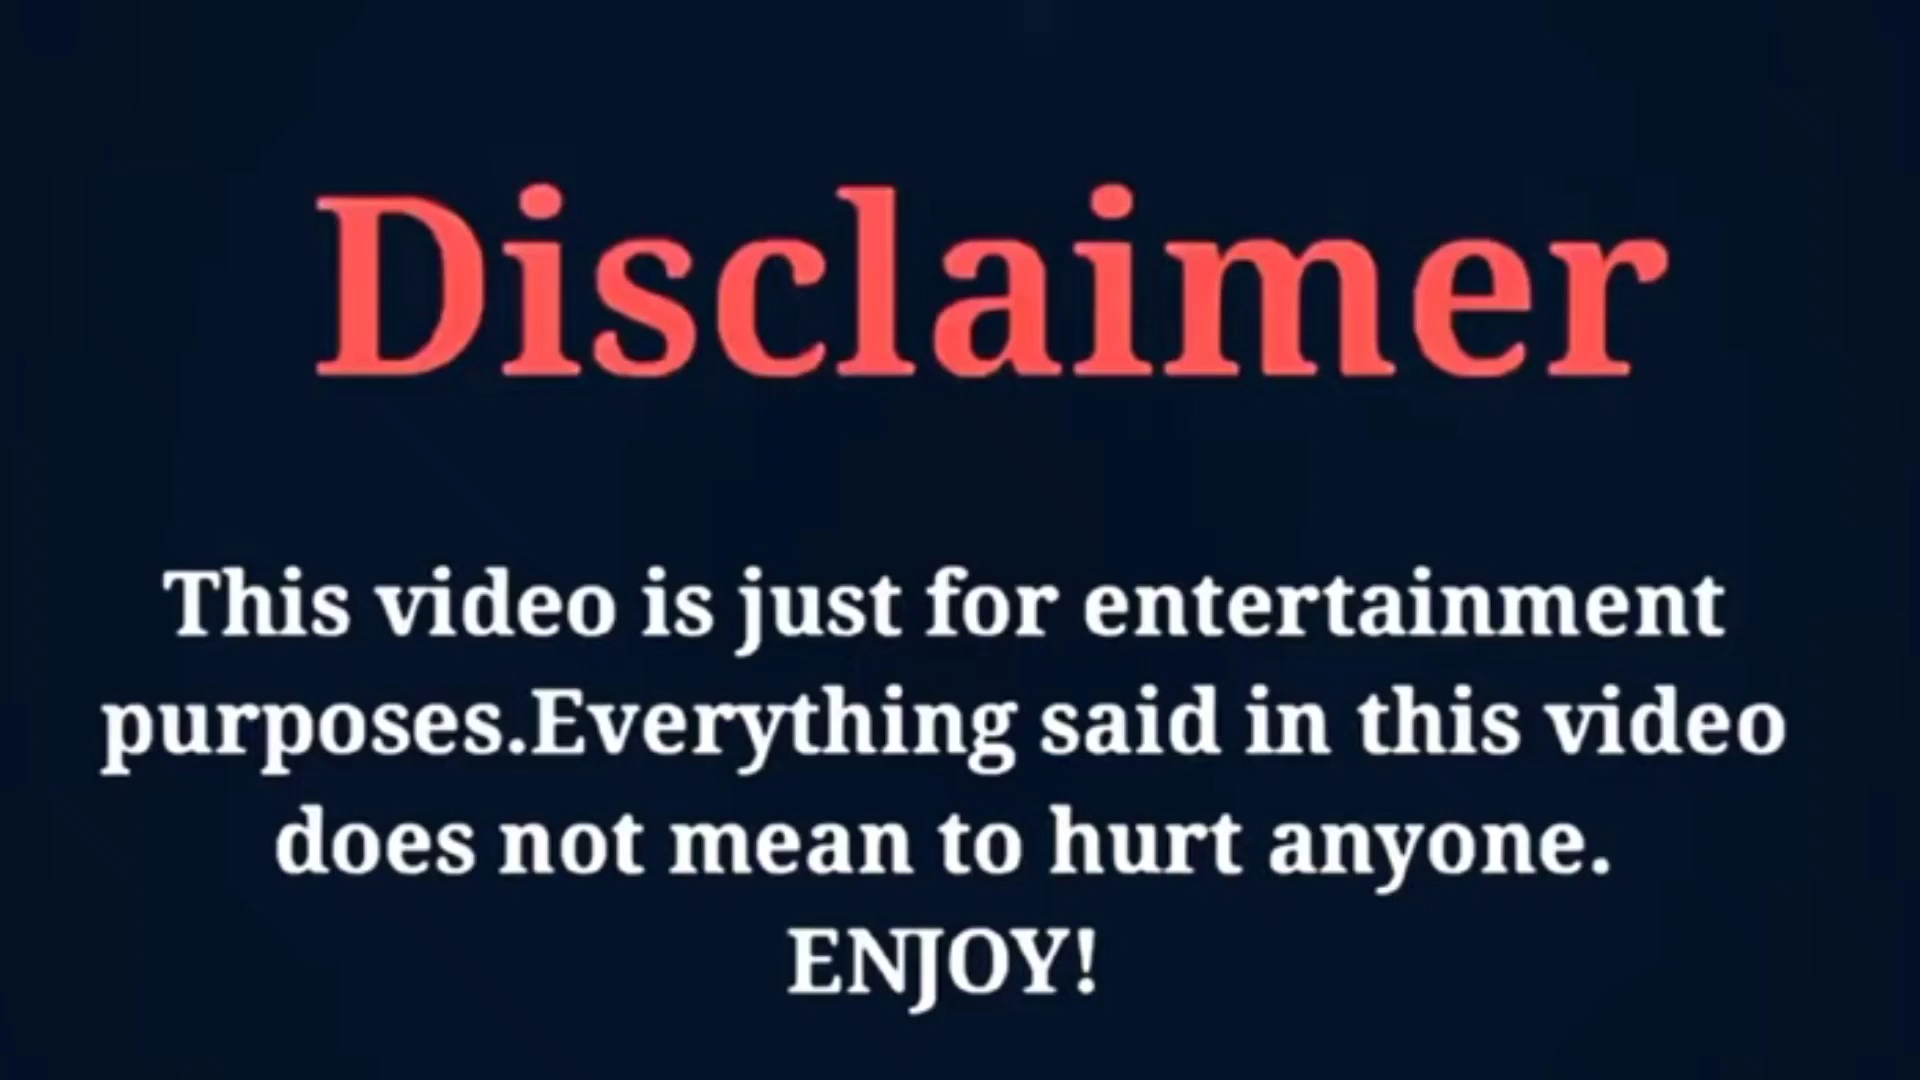 Disclaimer
This video is just for entertainment
purposes.Everything said in this video
does not mean to hurt anyone.
ENJOY!